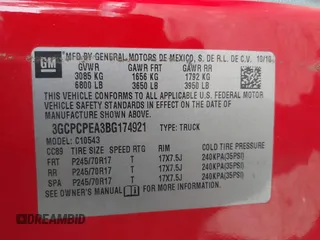 GM MFD BY GENERAL MOTORS DE MEXICO, S. DE R.L. DE C.V. 10/10
GVWR GAWR FRT GAWR RR
3085 KG 1656 KG 1792 KG
6800 LB 3650 LB 3950 LB
THIS VEHICLE CONFORMS TO ALL APPLICABLE U.S. FEDERAL MOTOR
VEHICLE SAFETY STANDARDS IN EFFECT ON THE DATE OF
MANUFACTURE SHOWN ABOVE.
3GCPCPEA3BG174921 TYPE: TRUCK
MODEL: C10543
CC89 TIRE SIZE SPEED RTG RIM COLD TIRE PRESSURE
FRT P245/70R17 T 17X7.5J 240KPA(35PSI)
RR P245/70R17 T 17X7.5J 240KPA(35PSI)
SPA P245/70R17 T 17X7.5J 240KPA(35PSI)
SEE OWNER'S MANUAL FOR MORE INFORMATION.